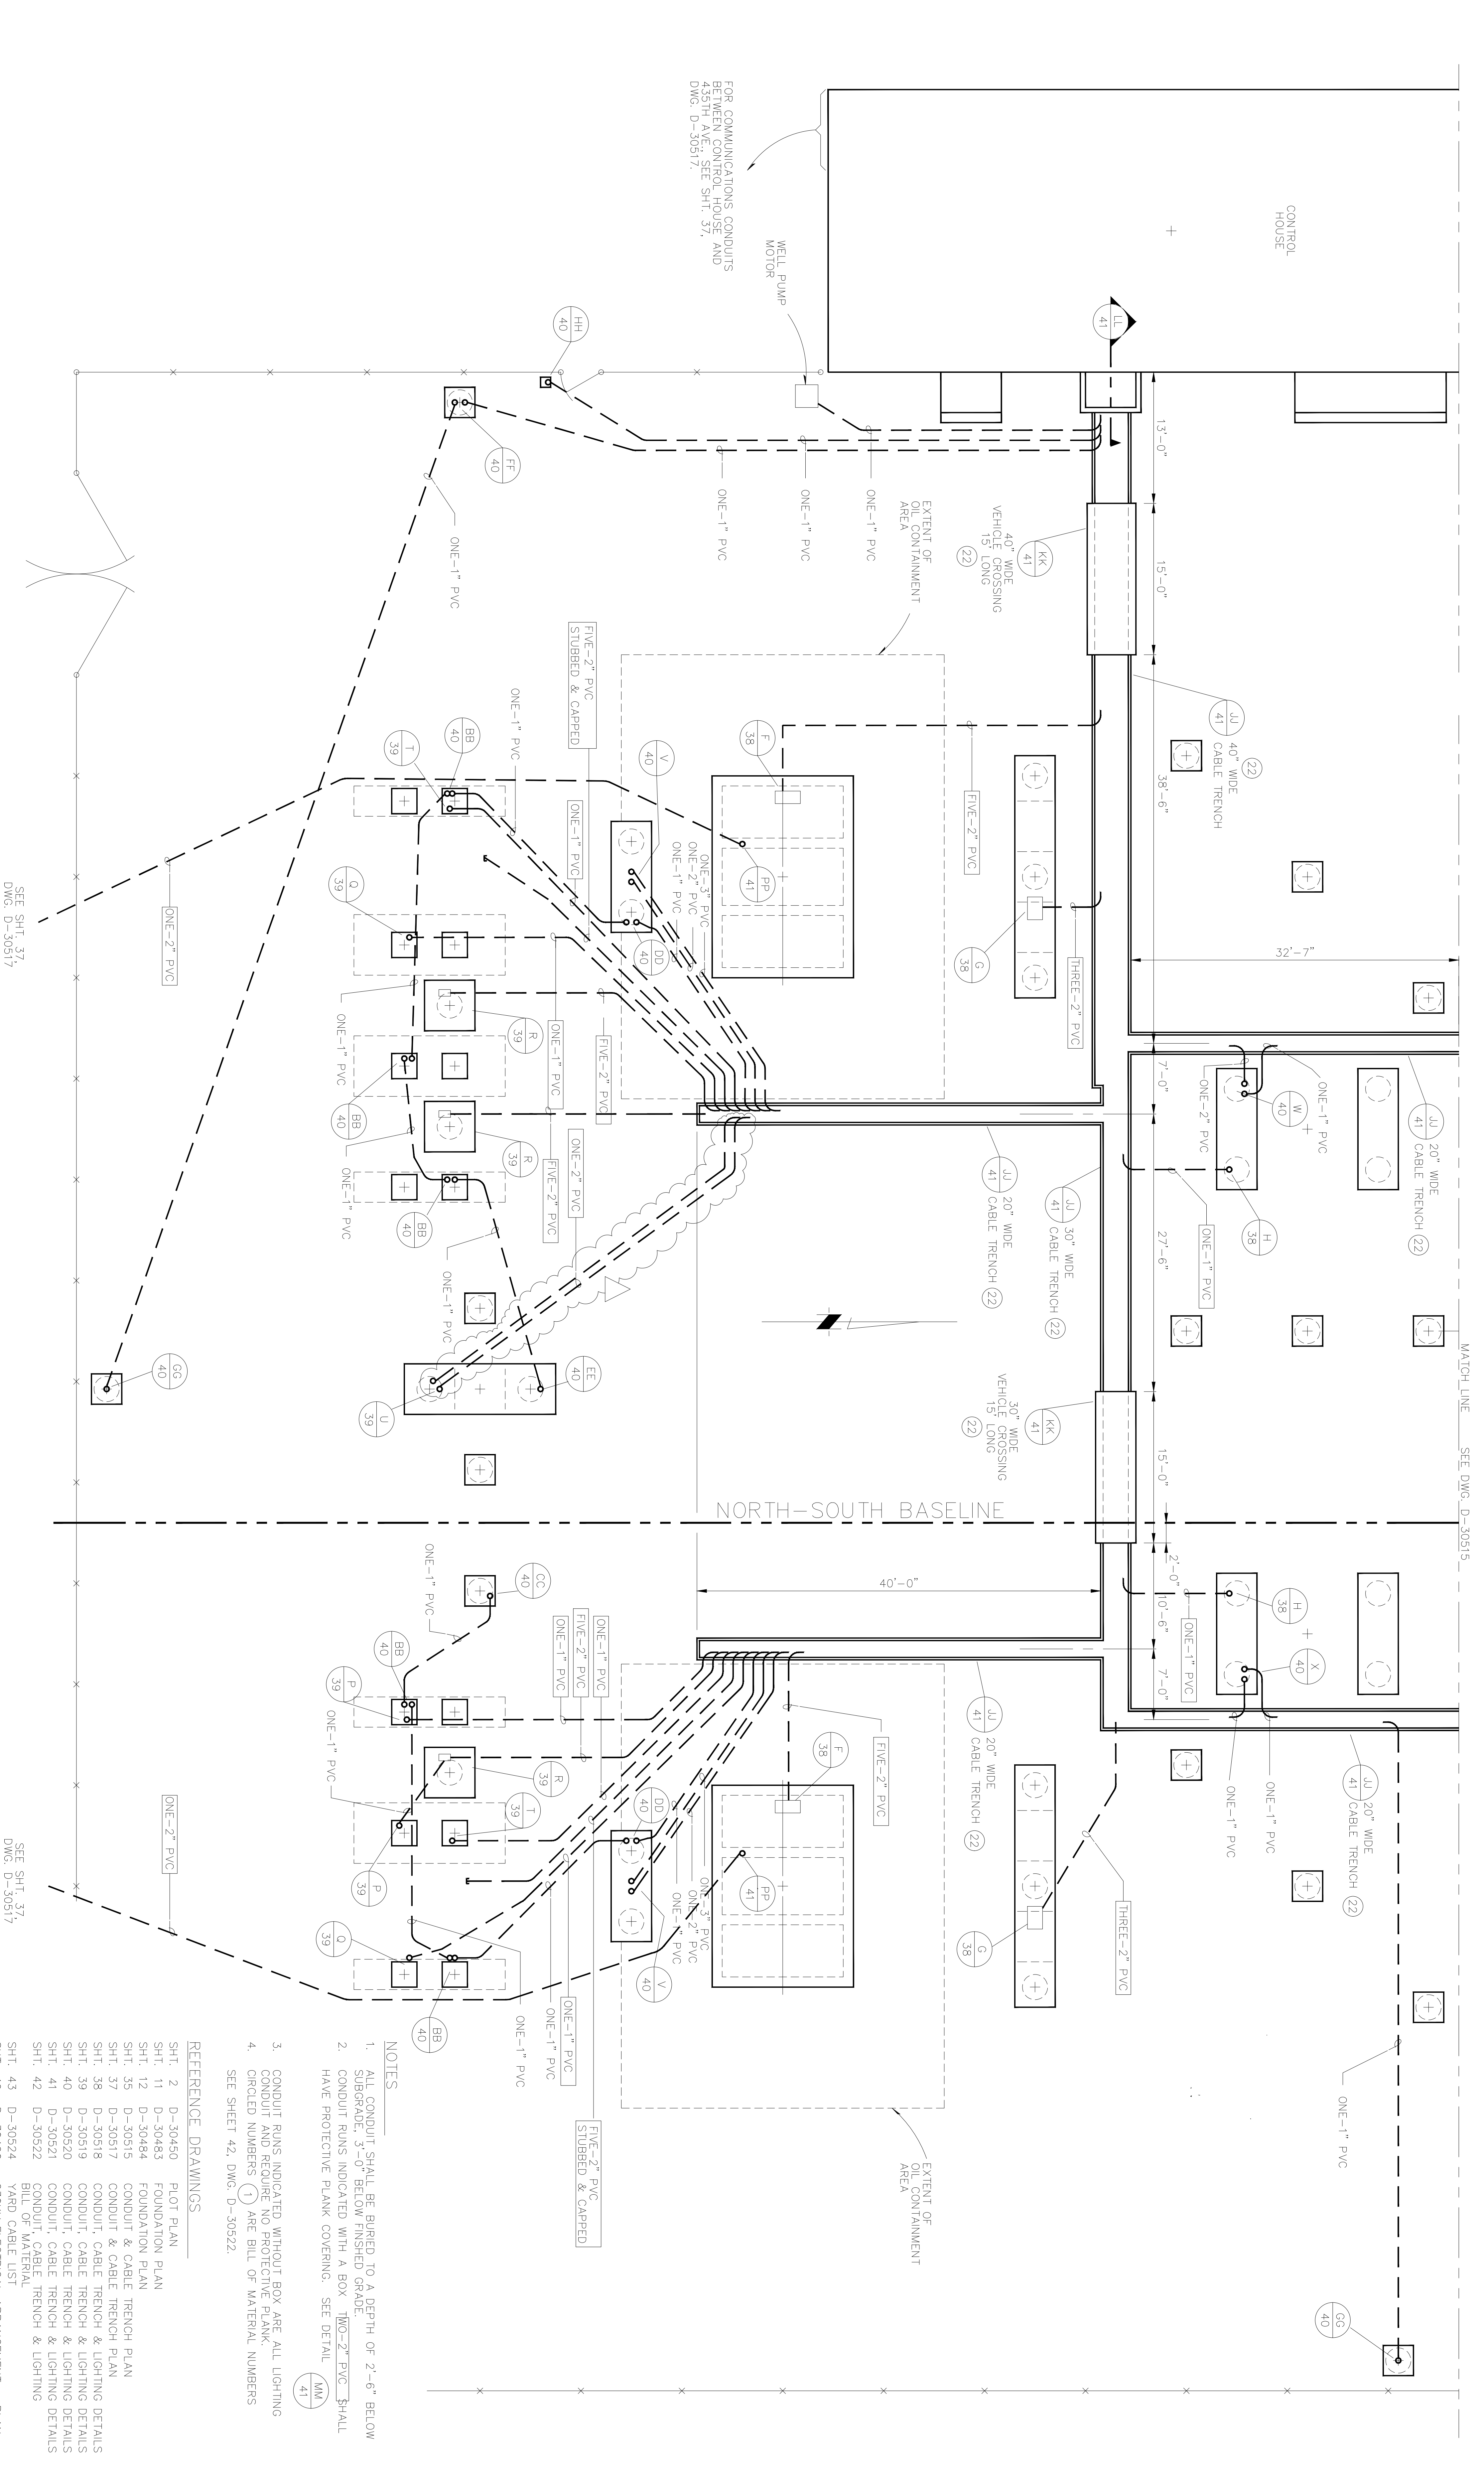 MATCH LINE SEE DWG D-30515
CONTROL
HOUSE
FOR COMMUNICATIONS CONDUITS
BETWEEN CONTROL HOUSE AND
435TH AVE., SEE SHT. 37,
DWG. D-30517.
WELL PUMP
MOTOR
LL
41
HH
40
FF
40
13'-0"
15'-0"
38'-6"
7'-0"
27'-6"
15'-0"
2'-0"
10'-6"
7'-0"
32'-7"
40'-0"
ONE-1" PVC
ONE-1" PVC
ONE-1" PVC
ONE-1" PVC
40" WIDE
VEHICLE CROSSING
15' LONG
22
KK
41
EXTENT OF
OIL CONTAINMENT
AREA
JJ
41
40" WIDE
CABLE TRENCH
22
FIVE-2" PVC
STUBBED & CAPPED
ONE-1" PVC
BB
40
T
39
V
40
F
38
FIVE-2" PVC
G
38
THREE-2" PVC
ONE-1" PVC
ONE-3" PVC
ONE-2" PVC
ONE-1" PVC
PP
41
DD
40
Q
39
ONE-2" PVC
SEE SHT. 37,
DWG. D-30517
ONE-1" PVC
R
39
ONE-1" PVC
FIVE-2" PVC
BB
40
R
39
ONE-1" PVC
FIVE-2" PVC
ONE-2" PVC
BB
40
ONE-1" PVC
GG
40
EE
40
U
39
JJ
41
20" WIDE
CABLE TRENCH
22
JJ
41
30" WIDE
CABLE TRENCH
22
W
40
ONE-2" PVC
ONE-1" PVC
H
38
ONE-1" PVC
JJ
41
20" WIDE
CABLE TRENCH
22
30" WIDE
VEHICLE CROSSING
15' LONG
22
KK
41
NORTH-SOUTH BASELINE
CC
40
ONE-1" PVC
BB
40
P
39
ONE-1" PVC
FIVE-2" PVC
ONE-1" PVC
ONE-1" PVC
R
39
T
39
P
39
DD
40
F
38
FIVE-2" PVC
JJ
41
20" WIDE
CABLE TRENCH
22
H
38
X
40
ONE-1" PVC
ONE-1" PVC
ONE-1" PVC
JJ
41
20" WIDE
CABLE TRENCH
22
THREE-2" PVC
G
38
PP
41
ONE-3" PVC
ONE-2" PVC
ONE-1" PVC
V
40
Q
39
BB
40
ONE-1" PVC
ONE-1" PVC
ONE-1" PVC
FIVE-2" PVC
STUBBED & CAPPED
ONE-2" PVC
SEE SHT. 37,
DWG. D-30517
EXTENT OF
OIL CONTAINMENT
AREA
ONE-1" PVC
GG
40
NOTES
1. ALL CONDUIT SHALL BE BURIED TO A DEPTH OF 2'-6" BELOW
SUBGRADE, 3'-0" BELOW FINISHED GRADE.
2. CONDUIT RUNS INDICATED WITH A BOX TWO-2" PVC SHALL
HAVE PROTECTIVE PLANK COVERING. SEE DETAIL
MM
41
3. CONDUIT RUNS INDICATED WITHOUT BOX ARE ALL LIGHTING
CONDUIT AND REQUIRE NO PROTECTIVE PLANK.
4. CIRCLED NUMBERS 1 ARE BILL OF MATERIAL NUMBERS
SEE SHEET 42, DWG. D-30522.
REFERENCE DRAWINGS
SHT. 2 D-30450 PLOT PLAN
SHT. 11 D-30483 FOUNDATION PLAN
SHT. 12 D-30484 FOUNDATION PLAN
SHT. 35 D-30515 CONDUIT & CABLE TRENCH PLAN
SHT. 37 D-30517 CONDUIT & CABLE TRENCH PLAN
SHT. 38 D-30518 CONDUIT, CABLE TRENCH & LIGHTING DETAILS
SHT. 39 D-30519 CONDUIT, CABLE TRENCH & LIGHTING DETAILS
SHT. 40 D-30520 CONDUIT, CABLE TRENCH & LIGHTING DETAILS
SHT. 41 D-30521 CONDUIT, CABLE TRENCH & LIGHTING DETAILS
SHT. 42 D-30522 CONDUIT, CABLE TRENCH & LIGHTING
BILL OF MATERIAL
SHT. 43 D-30524 YARD CABLE LIST